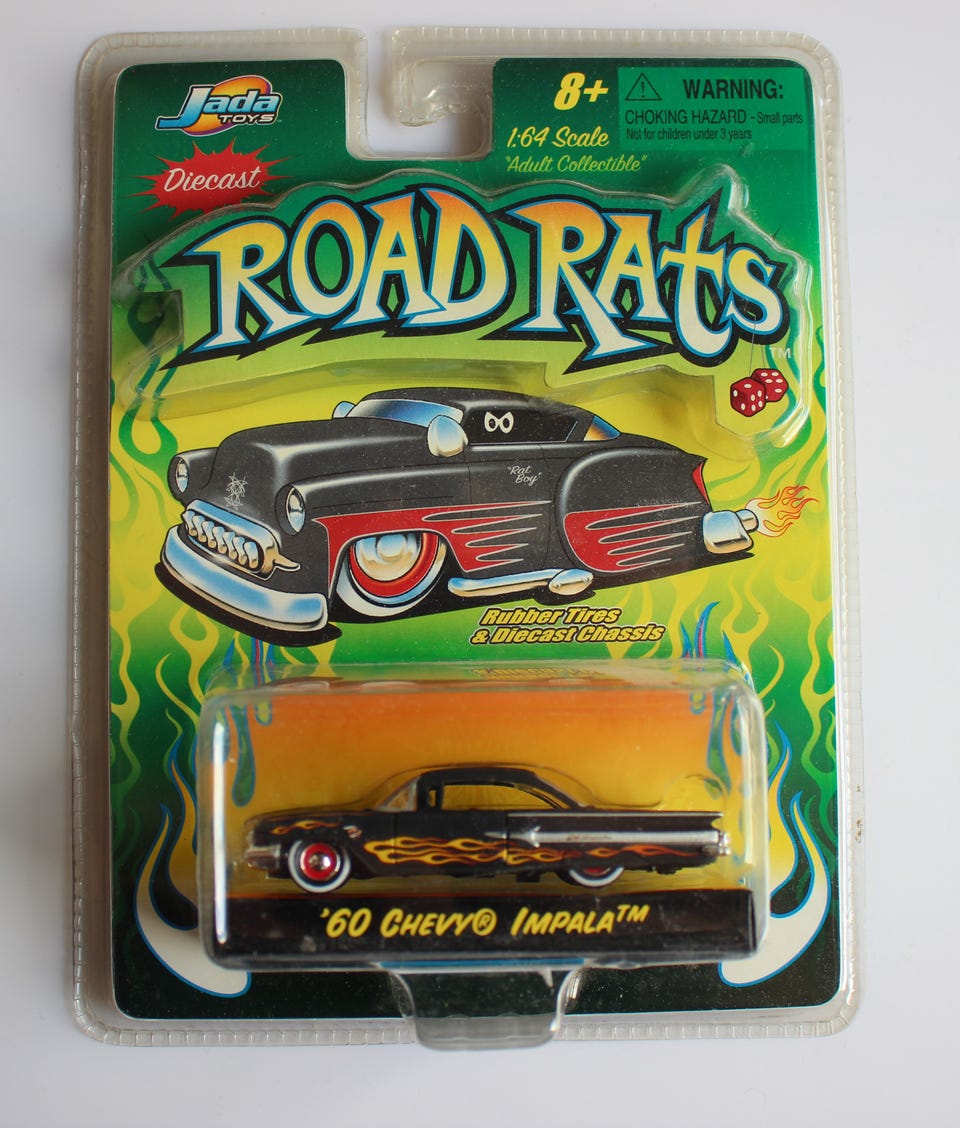 Jada
TOYS
Diecast
8+
1:64 Scale
"Adult Collectible"
WARNING:
CHOKING HAZARD - Small parts
Not for children under 3 years
ROAD RATS
TM
"Rat
Boy"
Rubber Tires
& Diecast Chassis
'60 CHEVY® IMPALA™